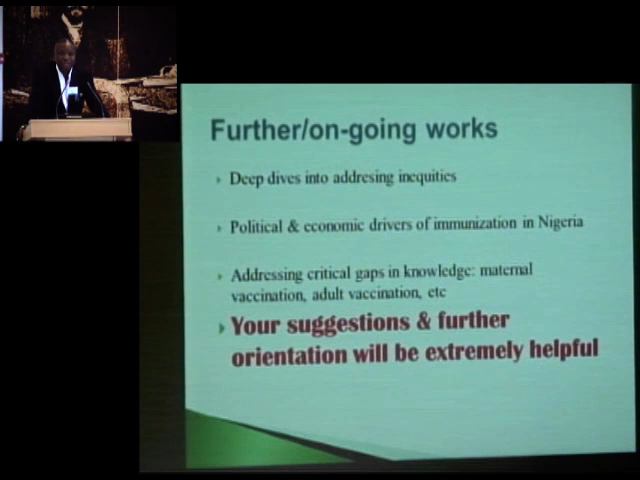 Further/on-going works
Deep dives into addresing inequities
Political & economic drivers of immunization in Nigeria
Addressing critical gaps in knowledge: maternal
vaccination, adult vaccination, etc
Your suggestions & further
orientation will be extremely helpful